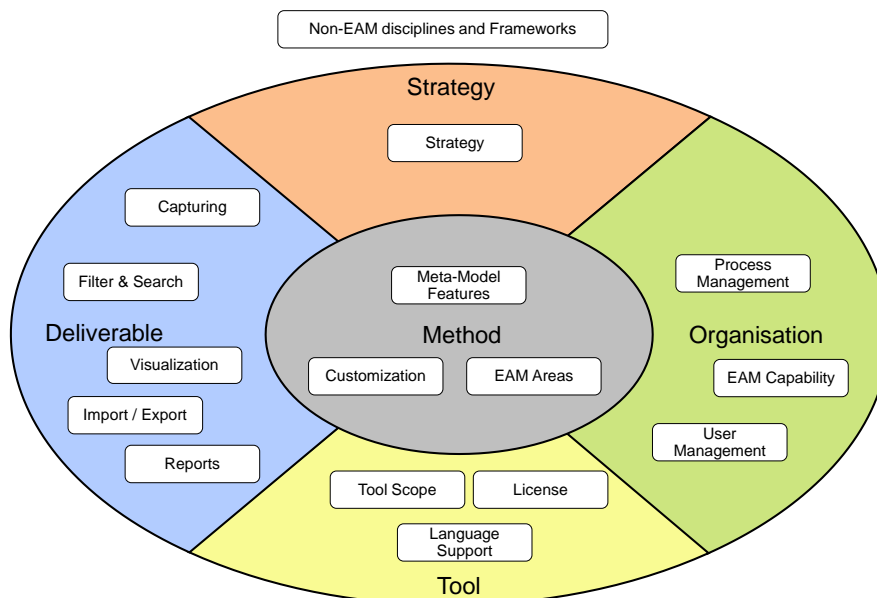 Non-EAM disciplines and Frameworks
Strategy
Strategy
Capturing
Filter & Search
Deliverable
Visualization
Import / Export
Reports
Meta-Model
Features
Method
Customization
EAM Areas
Process
Management
Organisation
EAM Capability
User
Management
Tool Scope
License
Language
Support
Tool